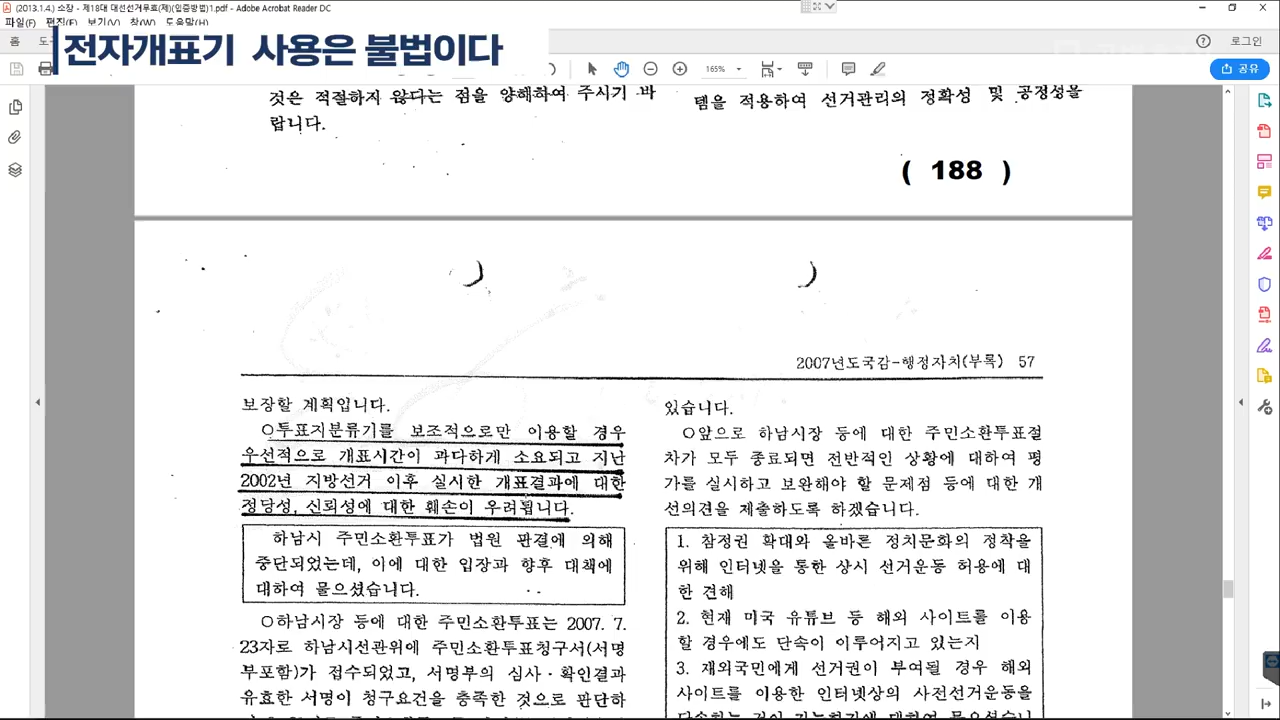 (2013.1.4.) 소장 - 제18대 대선선거무효(제)(입증방법)1.pdf - Adobe Acrobat Reader DC
파일(F) 편집(E) 보기(V) 창(W) 도움말(H)
홈
로그인
전자개표기 사용은 불법이다
165%
공유
것은 적절하지 않다는 점을 양해하여 주시기 바
랍니다.
템을 적용하여 선거관리의 정확성 및 공정성을
( 188 )
2007년도국감-행정자치(부록) 57
보장할 계획입니다.
○투표지분류기를 보조적으로만 이용할 경우
우선적으로 개표시간이 과다하게 소요되고 지난
2002년 지방선거 이후 실시한 개표결과에 대한
정당성, 신뢰성에 대한 훼손이 우려됩니다.
하남시 주민소환투표가 법원 판결에 의해
중단되었는데, 이에 대한 입장과 향후 대책에
대하여 물으셨습니다.
○하남시장 등에 대한 주민소환투표는 2007. 7.
23자로 하남시선관위에 주민소환투표청구서(서명
부포함)가 접수되었고, 서명부의 심사·확인결과
유효한 서명이 청구요건을 충족한 것으로 판단하
있습니다.
○앞으로 하남시장 등에 대한 주민소환투표절
차가 모두 종료되면 전반적인 상황에 대하여 평
가를 실시하고 보완해야 할 문제점 등에 대한 개
선의견을 제출하도록 하겠습니다.
1. 참정권 확대와 올바른 정치문화의 정착을
위해 인터넷을 통한 상시 선거운동 허용에 대
한 견해
2. 현재 미국 유튜브 등 해외 사이트를 이용
할 경우에도 단속이 이루어지고 있는지
3. 재외국민에게 선거권이 부여될 경우 해외
사이트를 이용한 인터넷상의 사전선거운동을